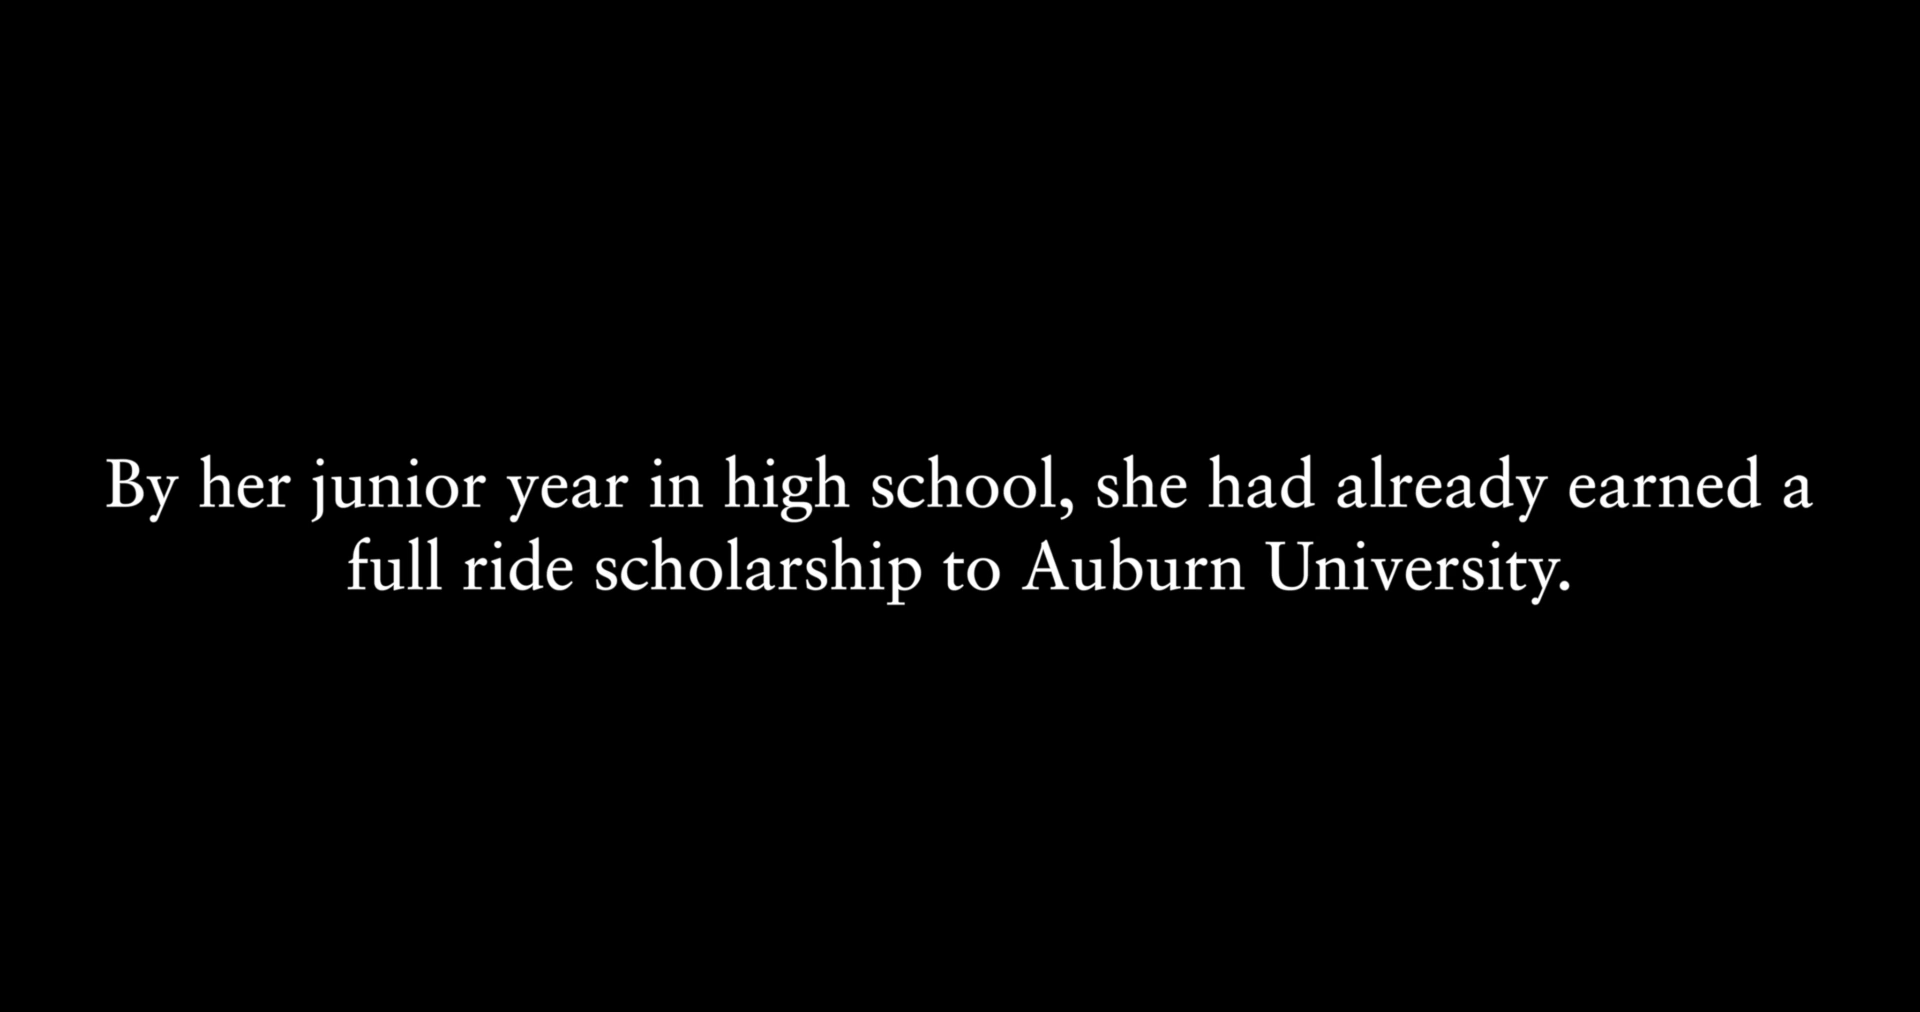 By her junior year in high school, she had already earned a
full ride scholarship to Auburn University.